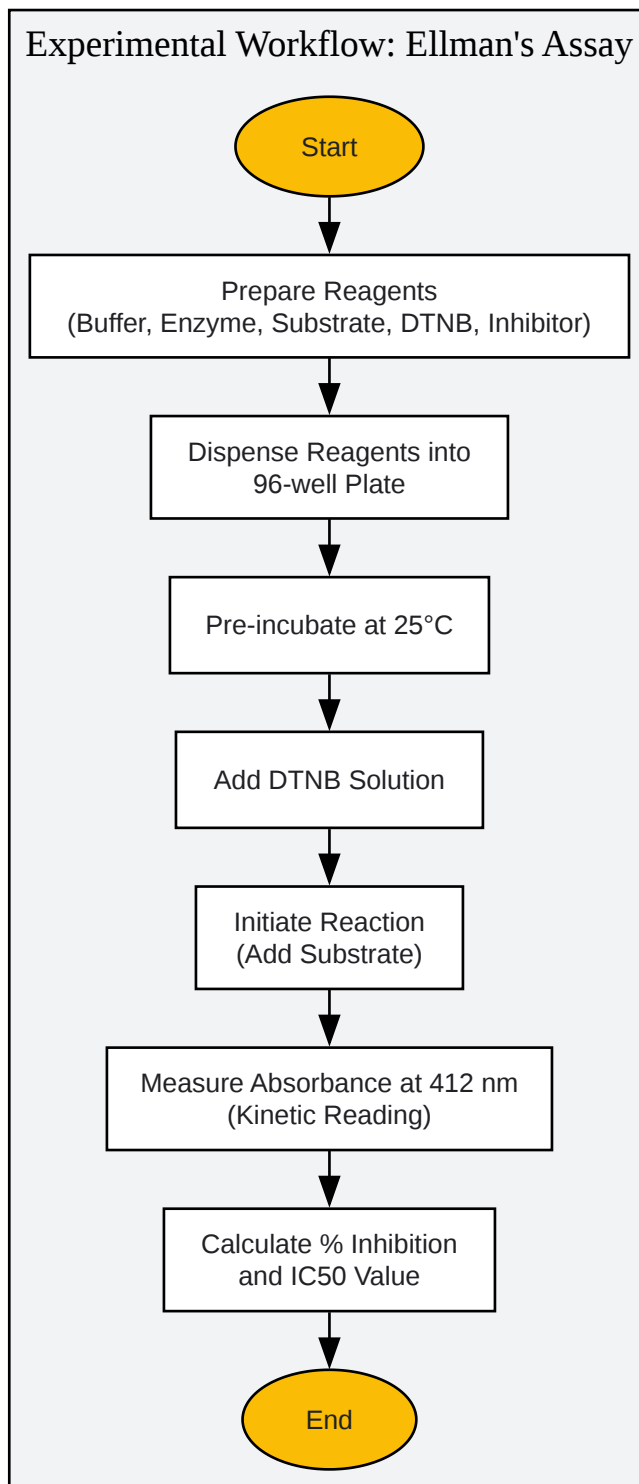 Experimental Workflow: Ellman's Assay
Start
Prepare Reagents
(Buffer, Enzyme, Substrate, DTNB, Inhibitor)
Dispense Reagents into
96-well Plate
Pre-incubate at 25°C
Add DTNB Solution
Initiate Reaction
(Add Substrate)
Measure Absorbance at 412 nm
(Kinetic Reading)
Calculate % Inhibition
and IC50 Value
End